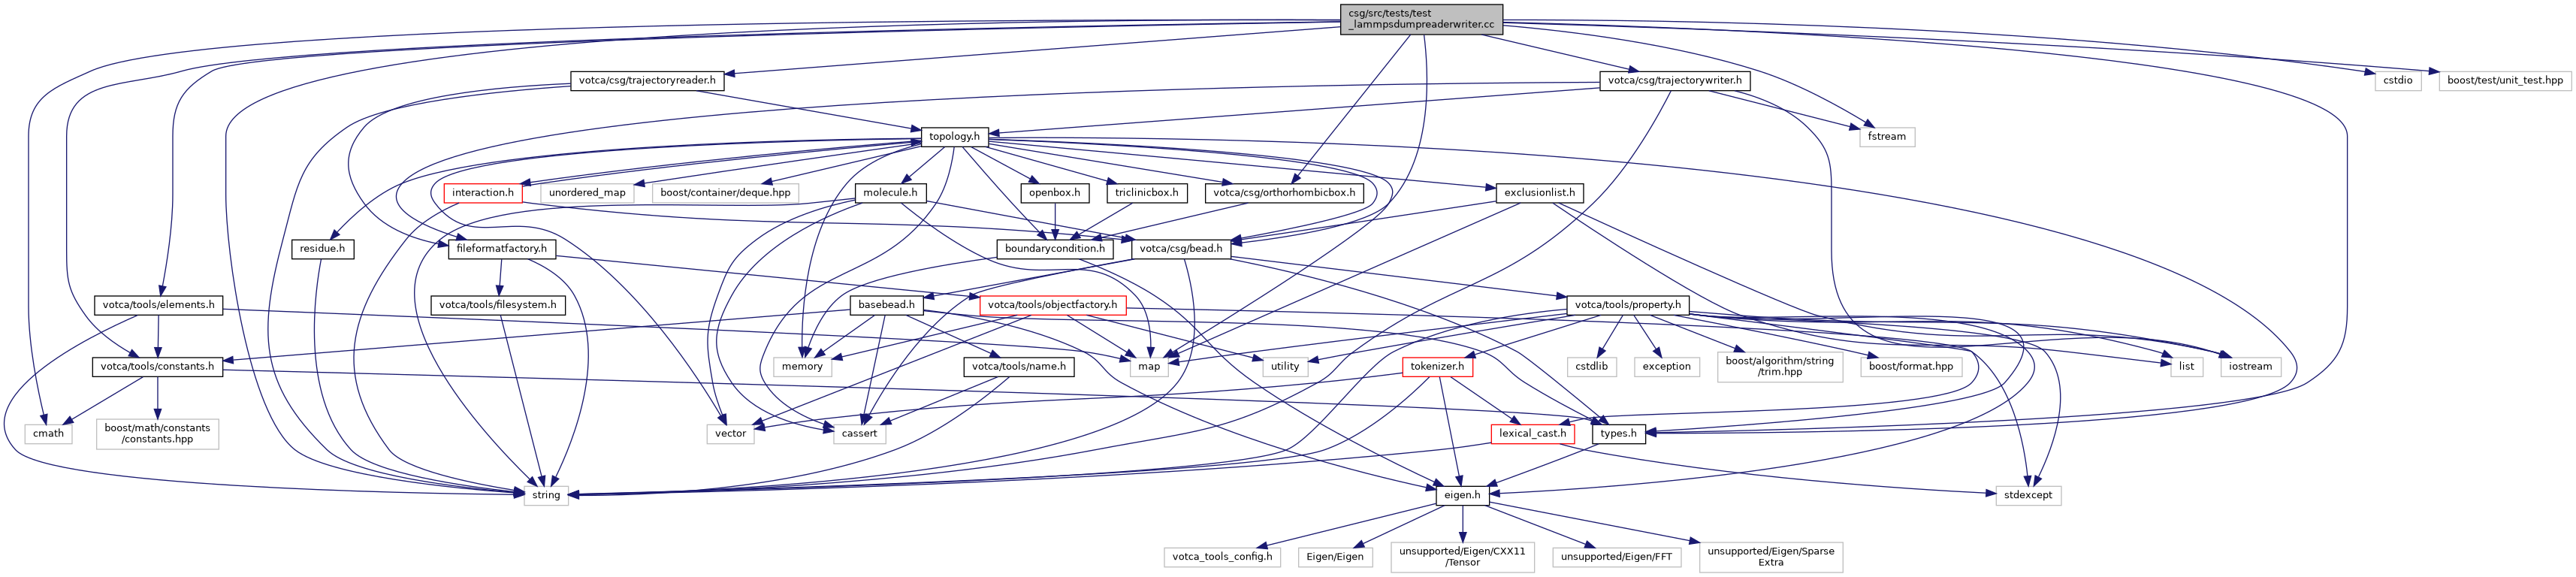 csg/src/tests/test
_lammpsdumpreaderwriter.cc
votca/csg/trajectoryreader.h
votca/csg/trajectorywriter.h
cstdio
boost/test/unit_test.hpp
topology.h
fstream
interaction.h
unordered_map
boost/container/deque.hpp
molecule.h
openbox.h
triclinicbox.h
votca/csg/orthorhombicbox.h
exclusionlist.h
residue.h
fileformatfactory.h
boundarycondition.h
votca/csg/bead.h
votca/tools/elements.h
votca/tools/filesystem.h
basebead.h
votca/tools/objectfactory.h
votca/tools/property.h
votca/tools/constants.h
memory
votca/tools/name.h
map
utility
tokenizer.h
cstdlib
exception
boost/algorithm/string
/trim.hpp
boost/format.hpp
list
iostream
cmath
boost/math/constants
/constants.hpp
vector
cassert
lexical_cast.h
types.h
string
eigen.h
stdexcept
votca_tools_config.h
Eigen/Eigen
unsupported/Eigen/CXX11
/Tensor
unsupported/Eigen/FFT
unsupported/Eigen/Sparse
Extra